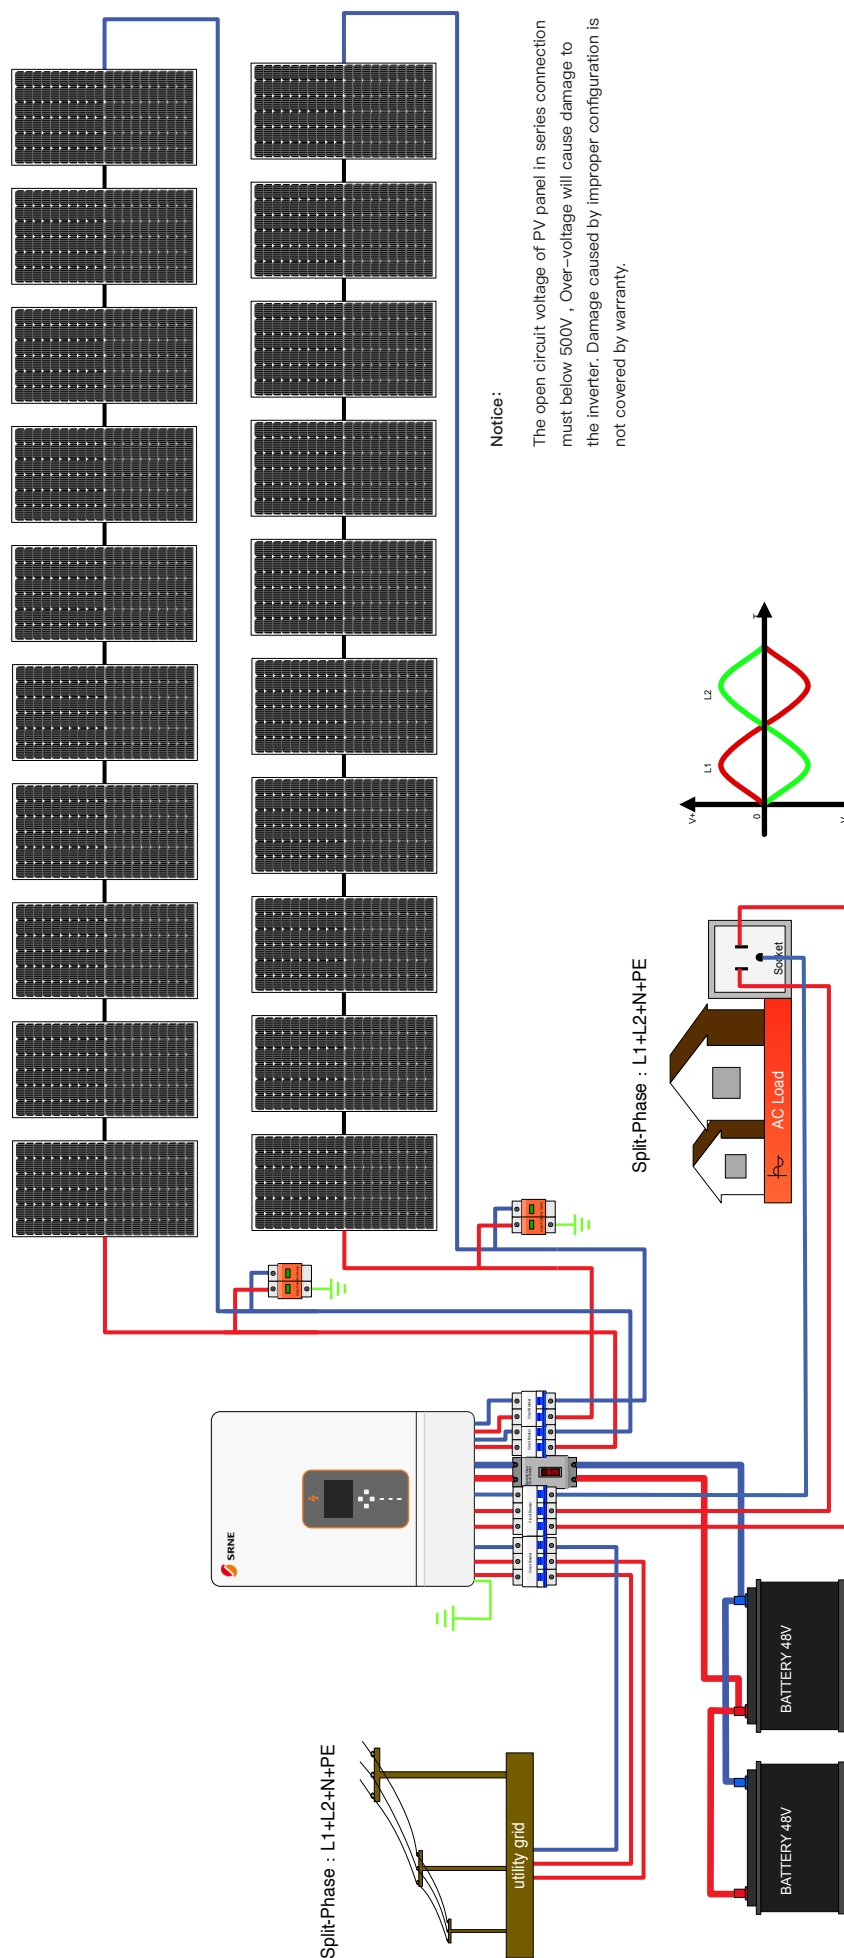 Split-Phase : L1+L2+N+PE
utility grid
SRNE
BATTERY 48V
BATTERY 48V
Split-Phase : L1+L2+N+PE
AC Load
Socket
V+
0
L1
L2
T
V
Notice:
The open circuit voltage of PV panel in series connection
must below 500V , Over-voltage will cause damage to
the inverter. Damage caused by improper configuration is
not covered by warranty.